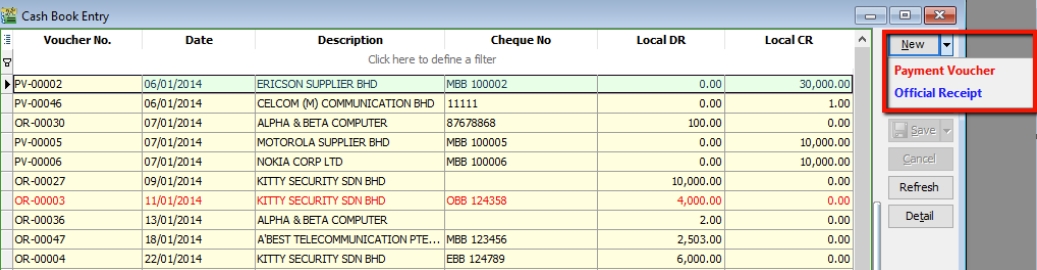 Cash Book Entry
Voucher No. Date Description Cheque No Local DR Local CR
Click here to define a filter
PV-00002 06/01/2014 ERICSON SUPPLIER BHD MBB 100002 0.00 30,000.00
PV-00046 06/01/2014 CELCOM (M) COMMUNICATION BHD 11111 0.00 1.00
OR-00030 07/01/2014 ALPHA & BETA COMPUTER 87678868 100.00 0.00
PV-00005 07/01/2014 MOTOROLA SUPPLIER BHD MBB 100005 0.00 10,000.00
PV-00006 07/01/2014 NOKIA CORP LTD MBB 100006 0.00 10,000.00
OR-00027 09/01/2014 KITTY SECURITY SDN BHD 10,000.00 0.00
OR-00003 11/01/2014 KITTY SECURITY SDN BHD OBB 124358 4,000.00 0.00
OR-00036 13/01/2014 ALPHA & BETA COMPUTER 2.00 0.00
OR-00047 18/01/2014 A'BEST TELECOMMUNICATION PTE... MBB 123456 2,503.00 0.00
OR-00004 22/01/2014 KITTY SECURITY SDN BHD EBB 124789 6,000.00 0.00
New
Payment Voucher
Official Receipt
Save
Cancel
Refresh
Detail